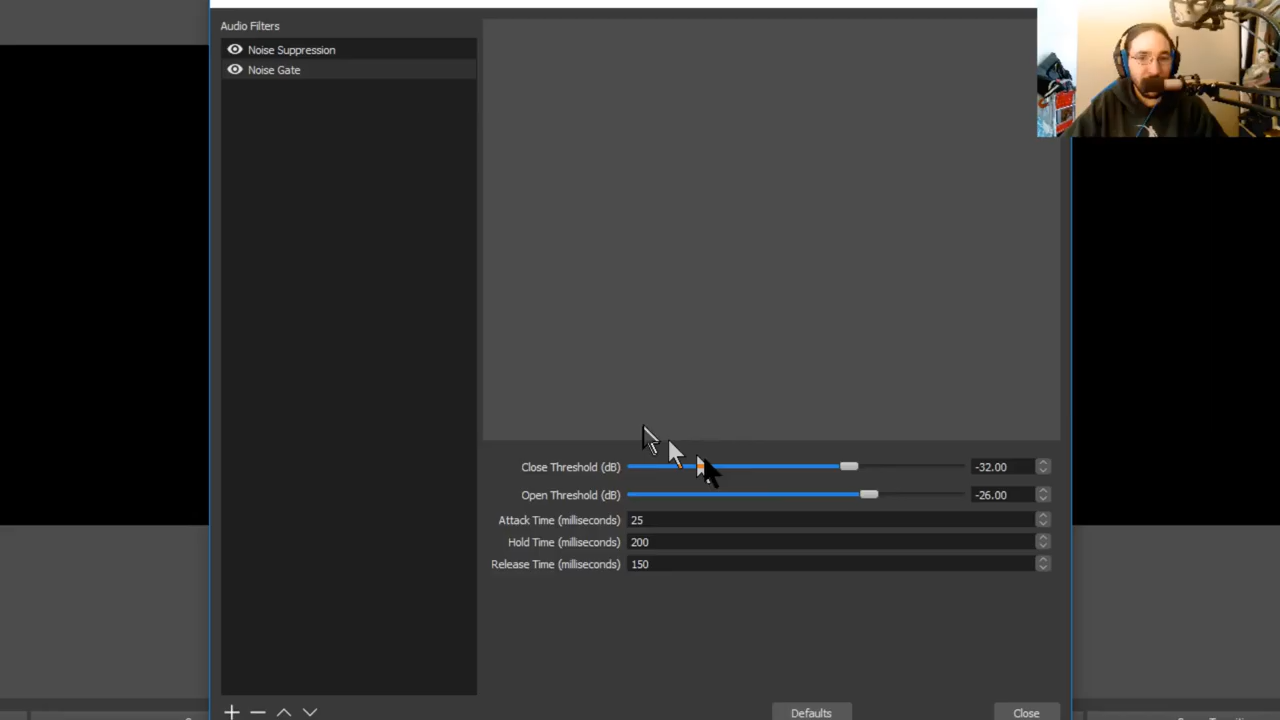 Audio Filters
Noise Suppression
Noise Gate
Close Threshold (dB) -32.00
Open Threshold (dB) -26.00
Attack Time (milliseconds) 25
Hold Time (milliseconds) 200
Release Time (milliseconds) 150
Defaults
Close